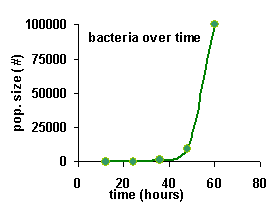 bacteria over time
pop. size (#)
100000
75000
50000
25000
0
0 20 40 60 80
time (hours)